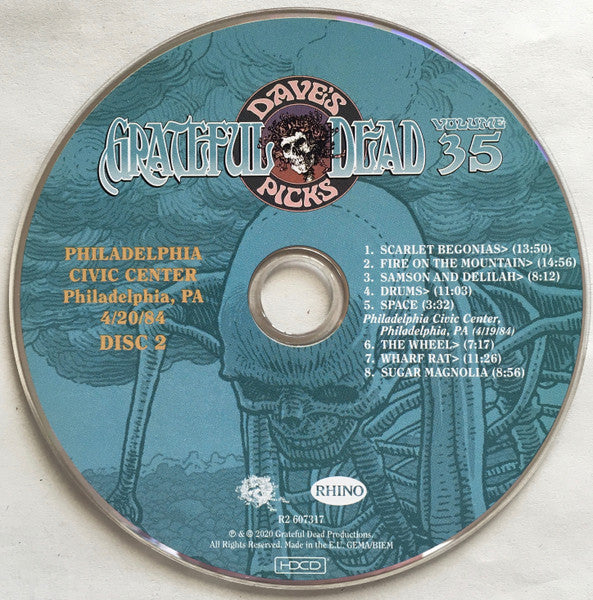 DAVE'S
GRATEFUL DEAD
PICKS
VOLUME
35
PHILADELPHIA
CIVIC CENTER
Philadelphia, PA
4/20/84
DISC 2
1. SCARLET BEGONIAS> (13:50)
2. FIRE ON THE MOUNTAIN> (14:56)
3. SAMSON AND DELILAH> (8:12)
4. DRUMS> (11:03)
5. SPACE (3:32)
Philadelphia Civic Center,
Philadelphia, PA (4/19/84)
6. THE WHEEL> (7:17)
7. WHARF RAT> (11:26)
8. SUGAR MAGNOLIA (8:56)
RHINO
R2 607317
℗ & © 2020 Grateful Dead Productions.
All Rights Reserved. Made in the E.U. GEMA/BIEM
HDCD